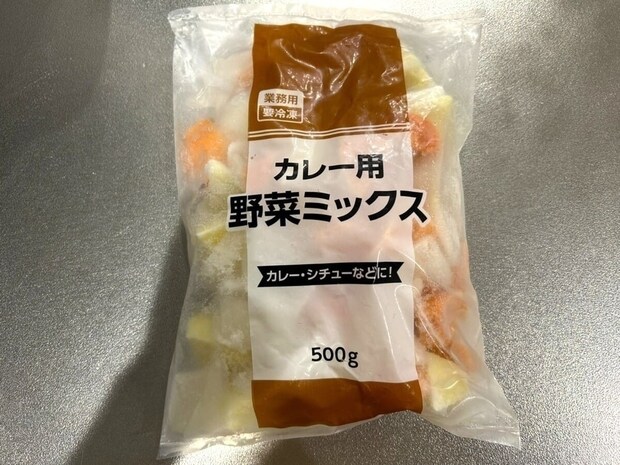 業務用
要冷凍
カレー用
野菜ミックス
カレー・シチューなどに!
500g